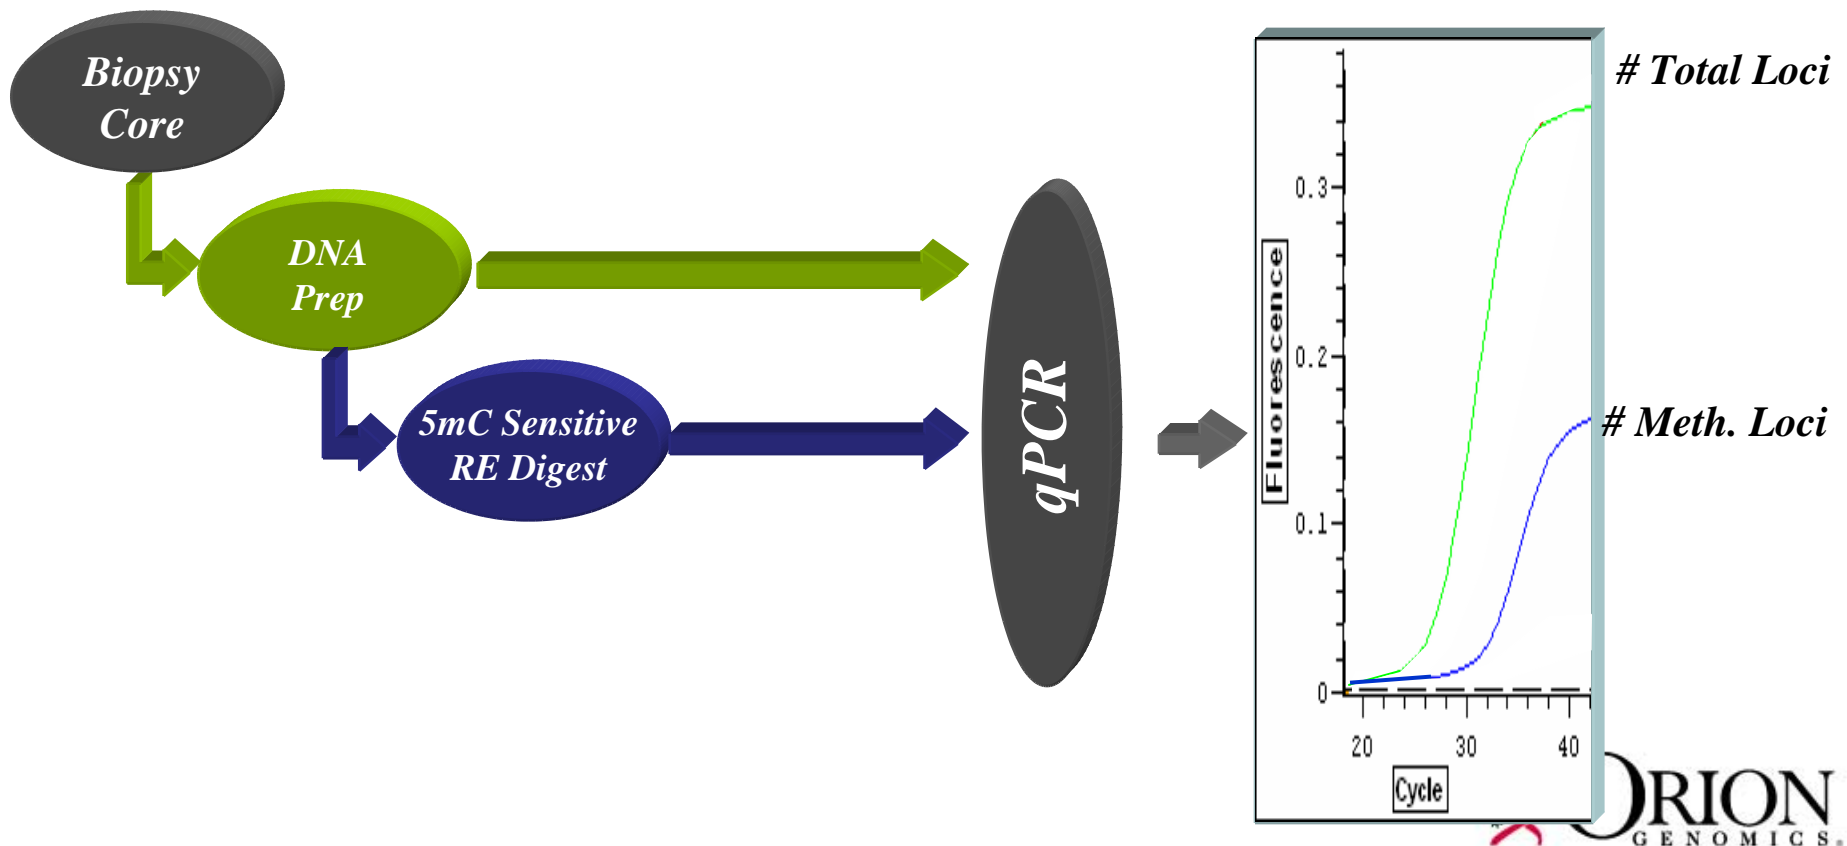 Biopsy
Core
DNA
Prep
5mC Sensitive
RE Digest
qPCR
# Total Loci
# Meth. Loci
Fluorescence
0.3
0.2
0.1
0
20 30 40
Cycle
ORION
GENOMICS